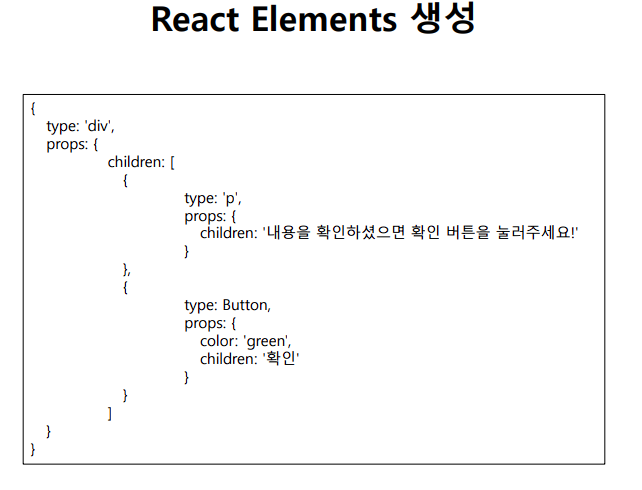 React Elements 생성
{
type: 'div',
props: {
children: [
{
type: 'p',
props: {
children: '내용을 확인하셨으면 확인 버튼을 눌러주세요!'
}
},
{
type: Button,
props: {
color: 'green',
children: '확인'
}
}
]
}
}